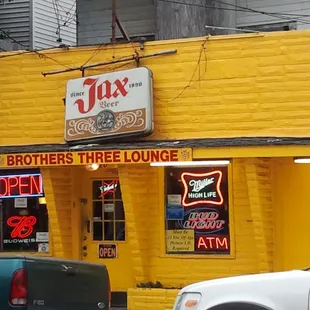 since Jax 1890
Beer
BROTHERS THREE LOUNGE
OPEN
B
BUDWEISER
OPEN
Miller
HIGH LIFE
BUD
LIGHT
ATM